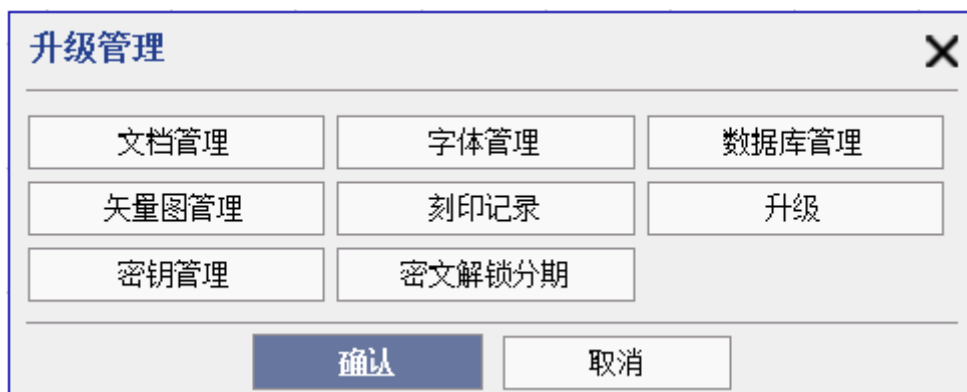 升级管理
文档管理 字体管理 数据库管理
矢量图管理 刻印记录 升级
密钥管理 密文解锁分期
确认 取消